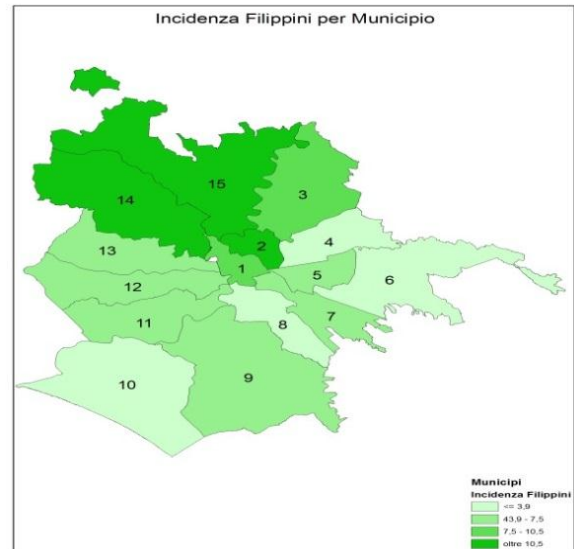 Incidenza Filippini per Municipio
15
3
14
2
4
13
1
5
6
12
7
11
8
10
9
Municipi
Incidenza Filippini
<= 3,9
43,9 - 7,5
7,5 - 10,5
oltre 10,5